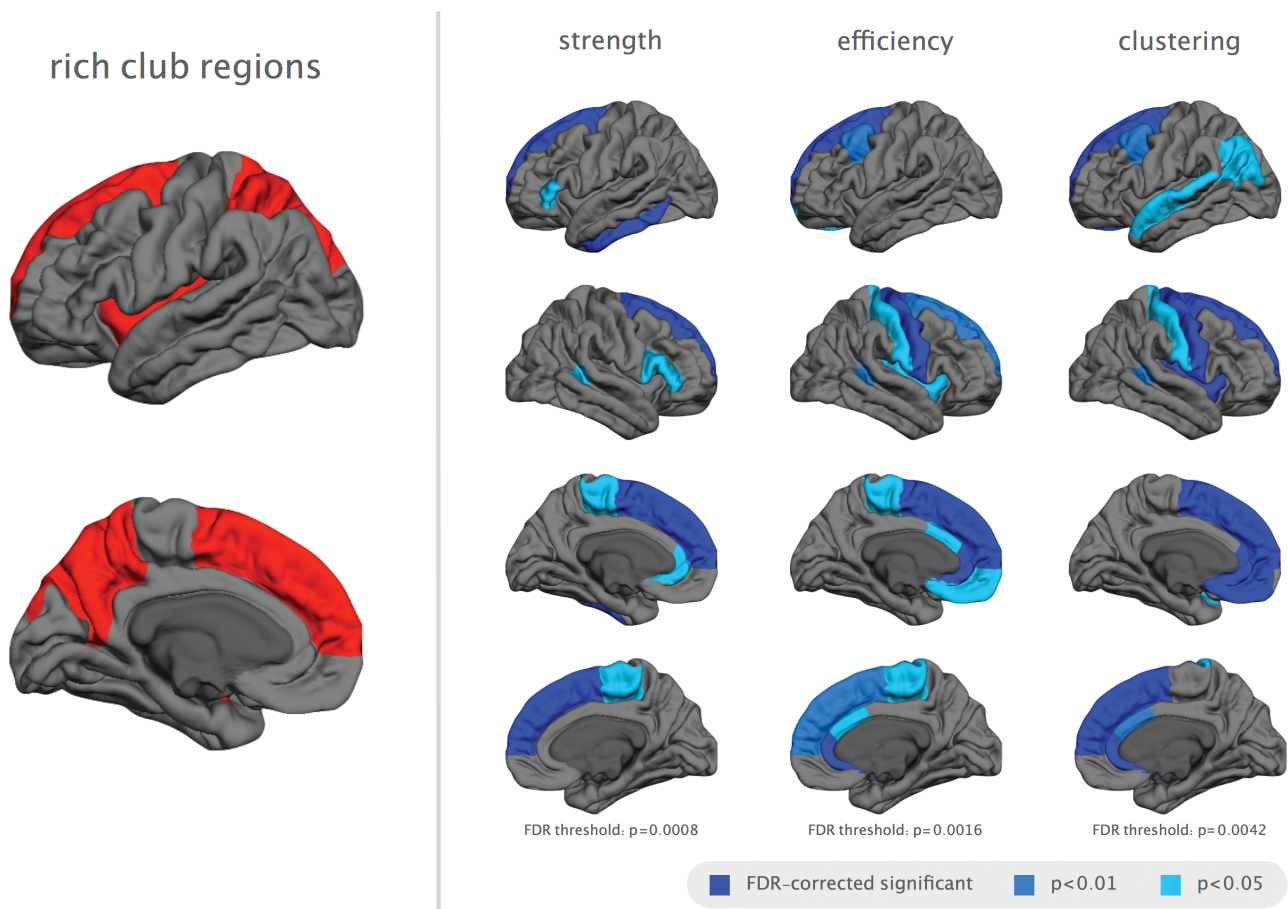 rich club regions
strength
efficiency
clustering
FDR threshold: p=0.0008
FDR threshold: p=0.0016
FDR threshold: p=0.0042
FDR-corrected significant
p<0.01
p<0.05